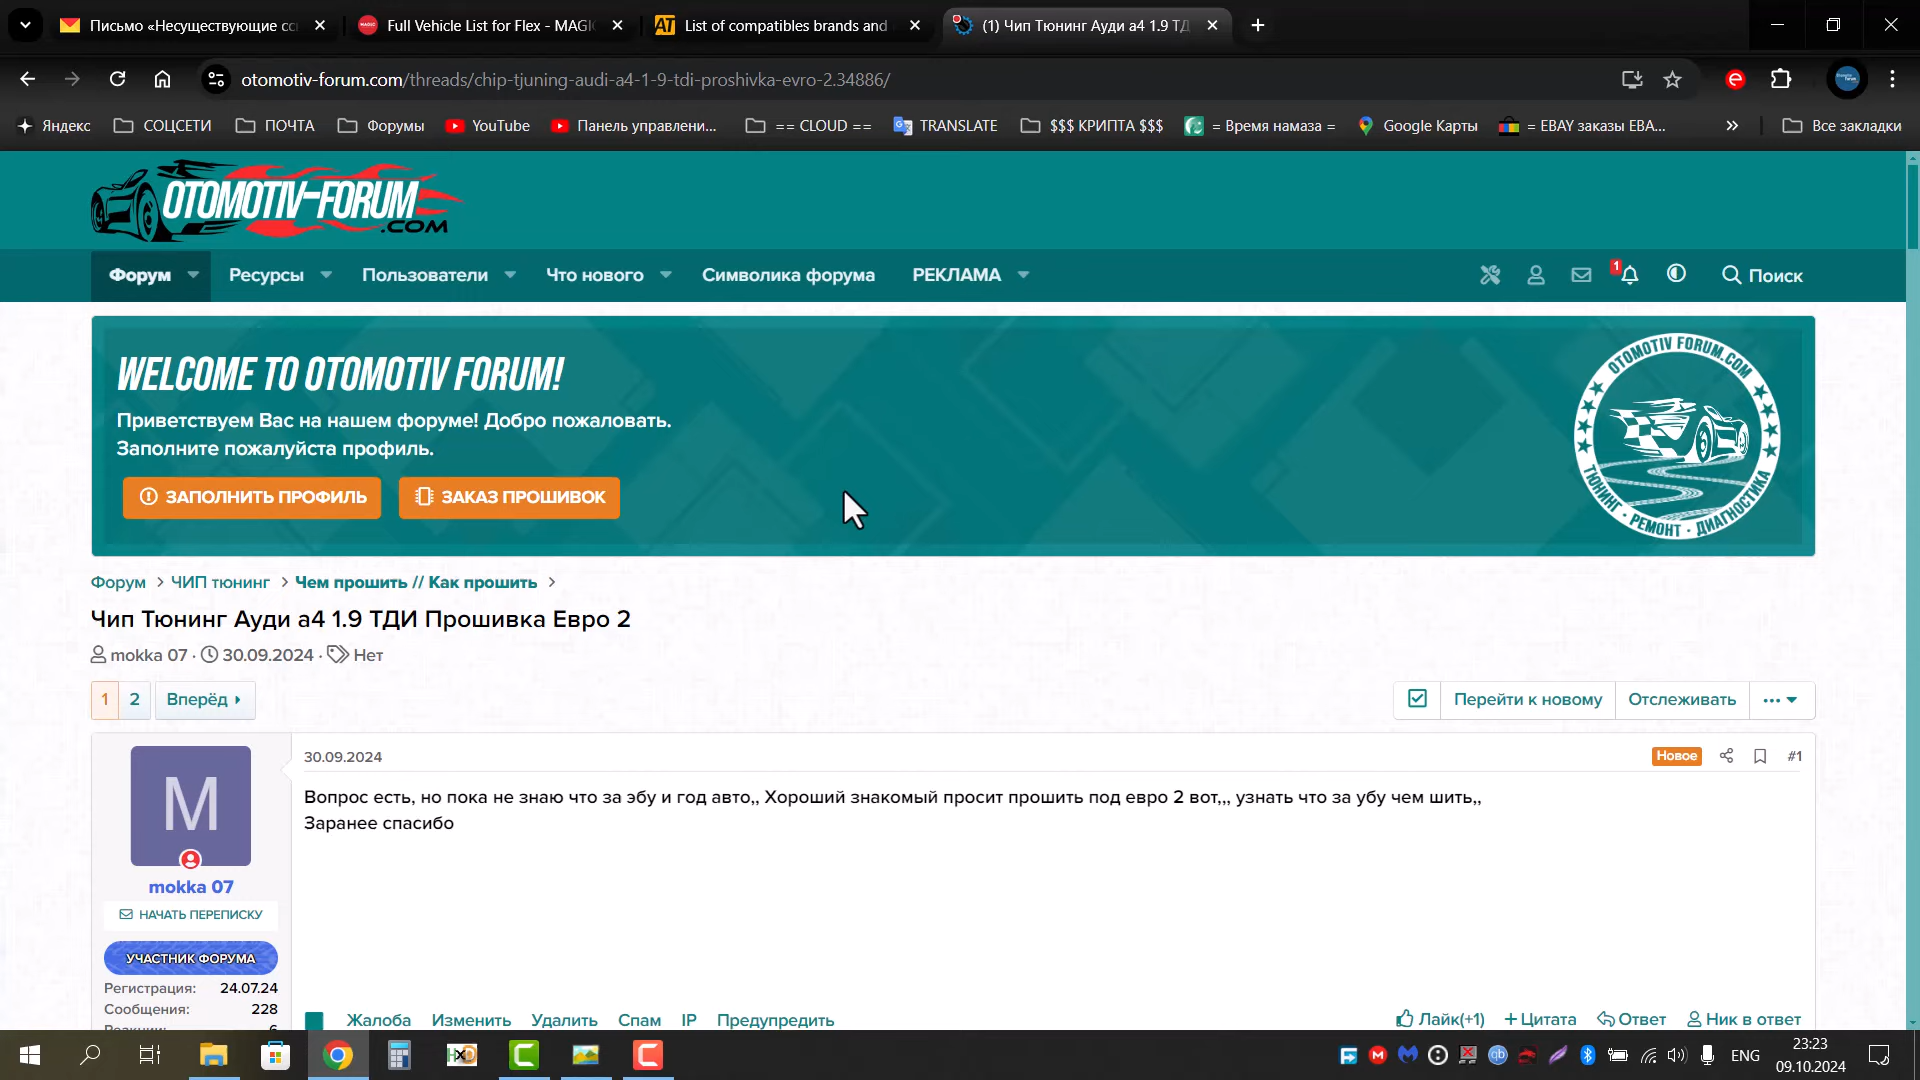 Письмо «Несуществующие сс
Full Vehicle List for Flex - MAGIC
AT List of compatibles brands and
(1) Чип Тюнинг Ауди а4 1.9 ТД
otomotiv-forum.com/threads/chip-tjuning-audi-a4-1-9-tdi-proshivka-evro-2.34886/
Яндекс
СОЦСЕТИ
ПОЧТА
Форумы
YouTube
Панель управлени...
== CLOUD ==
TRANSLATE
$$$ КРИПТА $$$
= Время намаза =
Google Карты
= EBAY заказы EBA...
Все закладки
OTOMOTIV-FORUM
.COM
Форум
Ресурсы
Пользователи
Что нового
Символика форума
РЕКЛАМА
1
Поиск
WELCOME TO OTOMOTIV FORUM!
Приветствуем Вас на нашем форуме! Добро пожаловать.
Заполните пожалуйста профиль.
ЗАПОЛНИТЬ ПРОФИЛЬ
ЗАКАЗ ПРОШИВОК
OTOMOTIV FORUM.COM
ТЮНИНГ · РЕМОНТ · ДИАГНОСТИКА
Форум > ЧИП тюнинг > Чем прошить // Как прошить >
Чип Тюнинг Ауди а4 1.9 ТДИ Прошивка Евро 2
mokka 07 · 30.09.2024 · Нет
1 2 Вперёд
Перейти к новому
Отслеживать
•••
M
mokka 07
НАЧАТЬ ПЕРЕПИСКУ
УЧАСТНИК ФОРУМА
Регистрация: 24.07.24
Сообщения: 228
Реакции: 6
30.09.2024
Новое
#1
Вопрос есть, но пока не знаю что за эбу и год авто,, Хороший знакомый просит прошить под евро 2 вот,,, узнать что за убу чем шить,,
Заранее спасибо
Жалоба Изменить Удалить Спам IP Предупредить
Лайк(+1) +Цитата Ответ Ник в ответ
ENG
23:23
09.10.2024